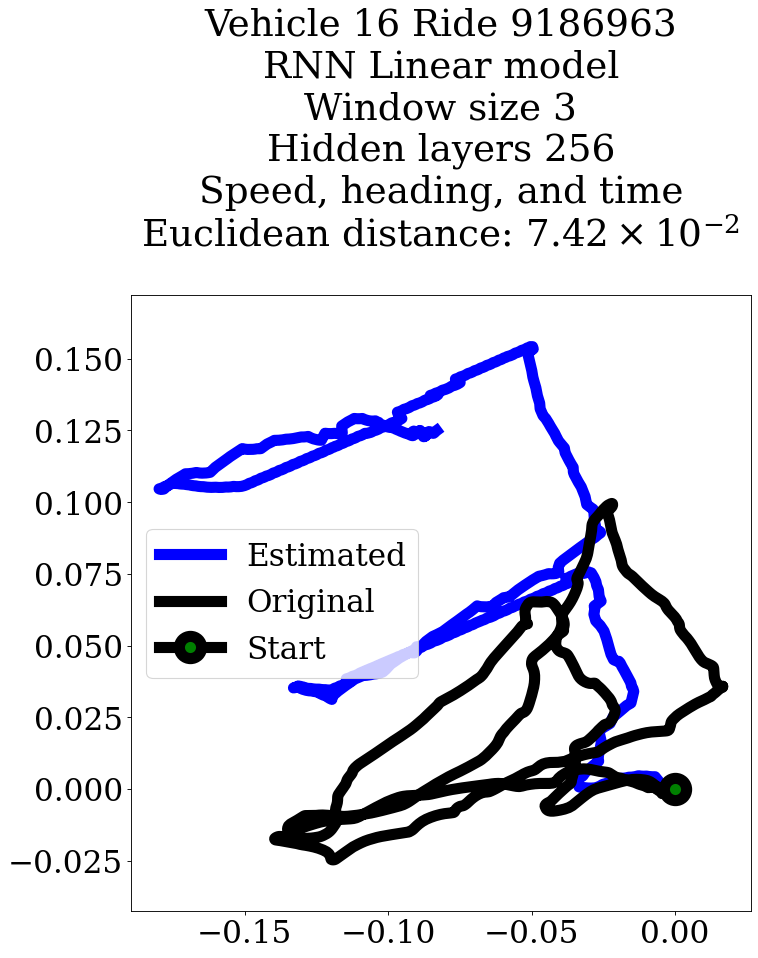 Vehicle 16 Ride 9186963
RNN Linear model
Window size 3
Hidden layers 256
Speed, heading, and time
Euclidean distance: 7.42 × 10⁻²
0.150
0.125
0.100
0.075
0.050
0.025
0.000
−0.025
Estimated
Original
Start
−0.15
−0.10
−0.05
0.00